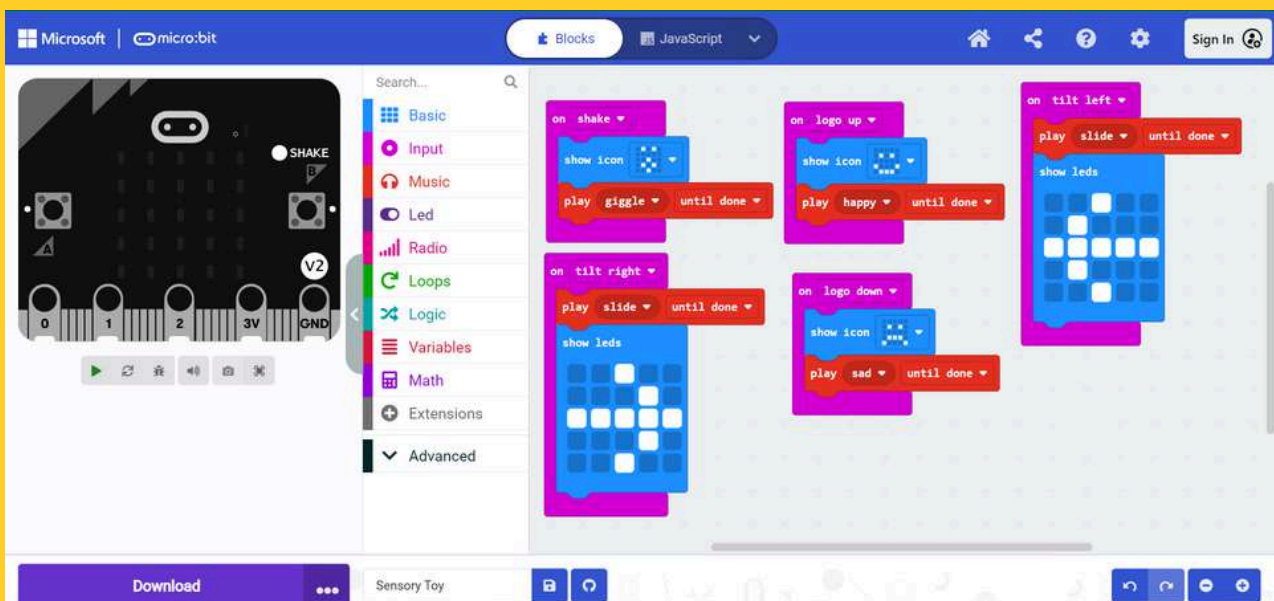 Microsoft | micro:bit
Blocks
JavaScript
Sign In
SHAKE
B
A
V2
0 1 2 3V GND
Search...
Basic
Input
Music
Led
Radio
Loops
Logic
Variables
Math
Extensions
Advanced
on shake
show icon
play giggle until done
on logo up
show icon
play happy until done
on tilt left
play slide until done
show leds
on tilt right
play slide until done
show leds
on logo down
show icon
play sad until done
Download
Sensory Toy